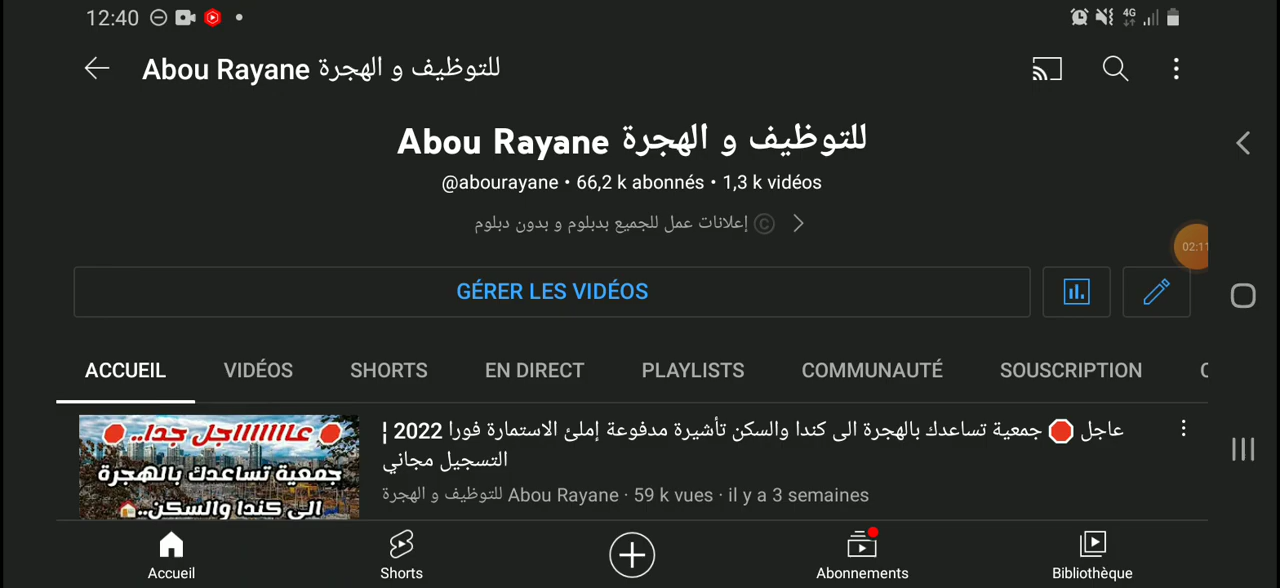 12:40
4G
Abou Rayane للتوظيف و الهجرة
Abou Rayane للتوظيف و الهجرة
@abourayane • 66,2 k abonnés • 1,3 k vidéos
إعلانات عمل للجميع بدبلوم و بدون دبلوم ©
02:11
GÉRER LES VIDÉOS
ACCUEIL VIDÉOS SHORTS EN DIRECT PLAYLISTS COMMUNAUTÉ SOUSCRIPTION
عاااااااجل جدا..
جمعية تساعدك بالهجرة
الى كندا والسكن..
عاجل 🛑 جمعية تساعدك بالهجرة الى كندا والسكن تأشيرة مدفوعة إملئ الاستمارة فورا 2022 ¦
التسجيل مجاني
Abou Rayane للتوظيف و الهجرة · 59 k vues · il y a 3 semaines
Accueil Shorts Abonnements Bibliothèque